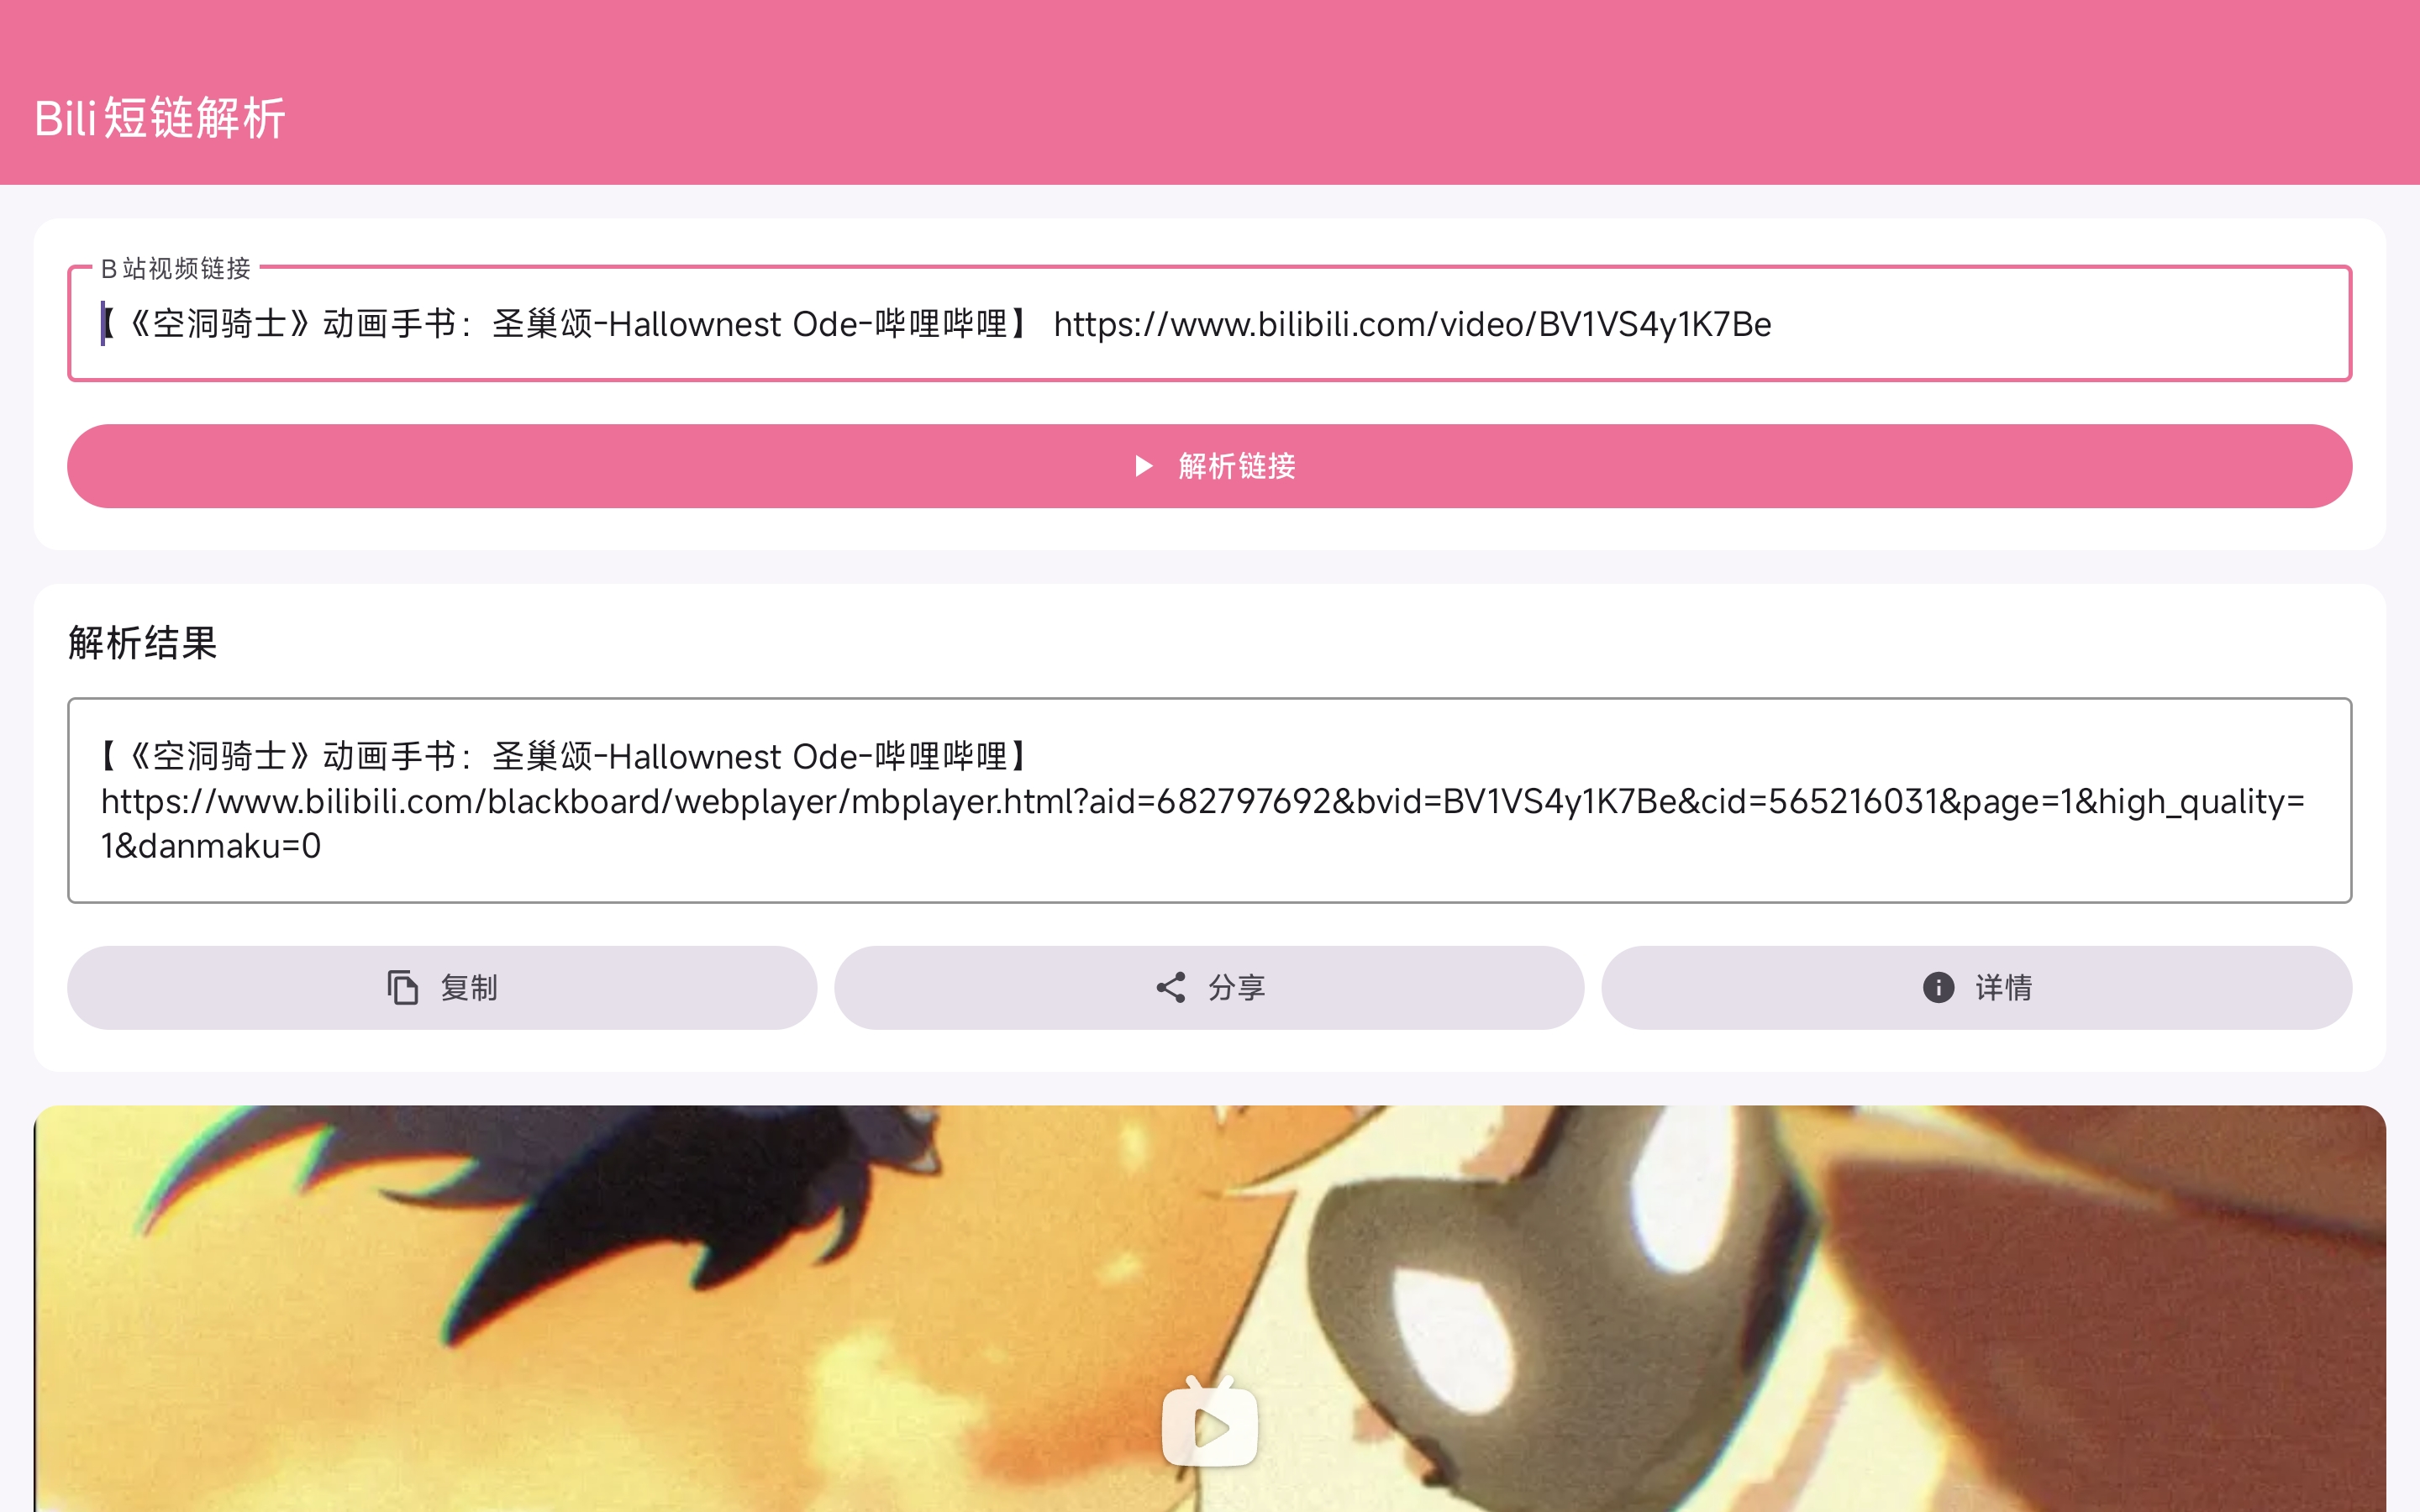 Bili短链解析
B站视频链接
【《空洞骑士》动画手书：圣巢颂-Hallownest Ode-哔哩哔哩】 https://www.bilibili.com/video/BV1VS4y1K7Be
解析链接
解析结果
【《空洞骑士》动画手书：圣巢颂-Hallownest Ode-哔哩哔哩】
https://www.bilibili.com/blackboard/webplayer/mbplayer.html?aid=682797692&bvid=BV1VS4y1K7Be&cid=565216031&page=1&high_quality=
1&danmaku=0
复制
分享
详情